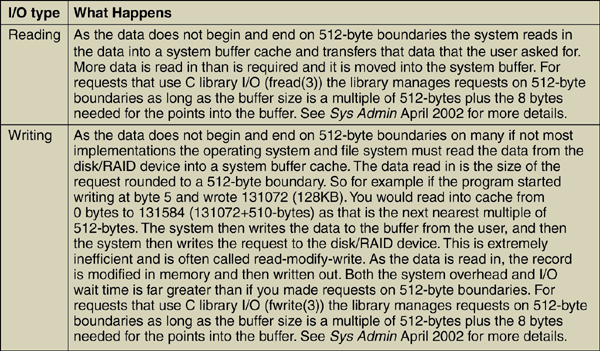 I/O type What Happens
Reading As the data does not begin and end on 512-byte boundaries the system reads in
the data into a system buffer cache and transfers that data that the user asked for.
More data is read in than is required and it is moved into the system buffer. For
requests that use C library I/O (fread(3)) the library manages requests on 512-byte
boundaries as long as the buffer size is a multiple of 512-bytes plus the 8 bytes
needed for the points into the buffer. See Sys Admin April 2002 for more details.
Writing As the data does not begin and end on 512-byte boundaries on many if not most
implementations the operating system and file system must read the data from the
disk/RAID device into a system buffer cache. The data read in is the size of the
request rounded to a 512-byte boundary. So for example if the program started
writing at byte 5 and wrote 131072 (128KB). You would read into cache from
0 bytes to 131584 (131072+510-bytes) as that is the next nearest multiple of
512-bytes. The system then writes the data to the buffer from the user, and then
the system then writes the request to the disk/RAID device. This is extremely
inefficient and is often called read-modify-write. As the data is read in, the record
is modified in memory and then written out. Both the system overhead and I/O
wait time is far greater than if you made requests on 512-byte boundaries. For
requests that use C library I/O (fwrite(3)) the library manages requests on 512-byte
boundaries as long as the buffer size is a multiple of 512-bytes plus the 8 bytes
needed for the points into the buffer. See Sys Admin April 2002 for more details.